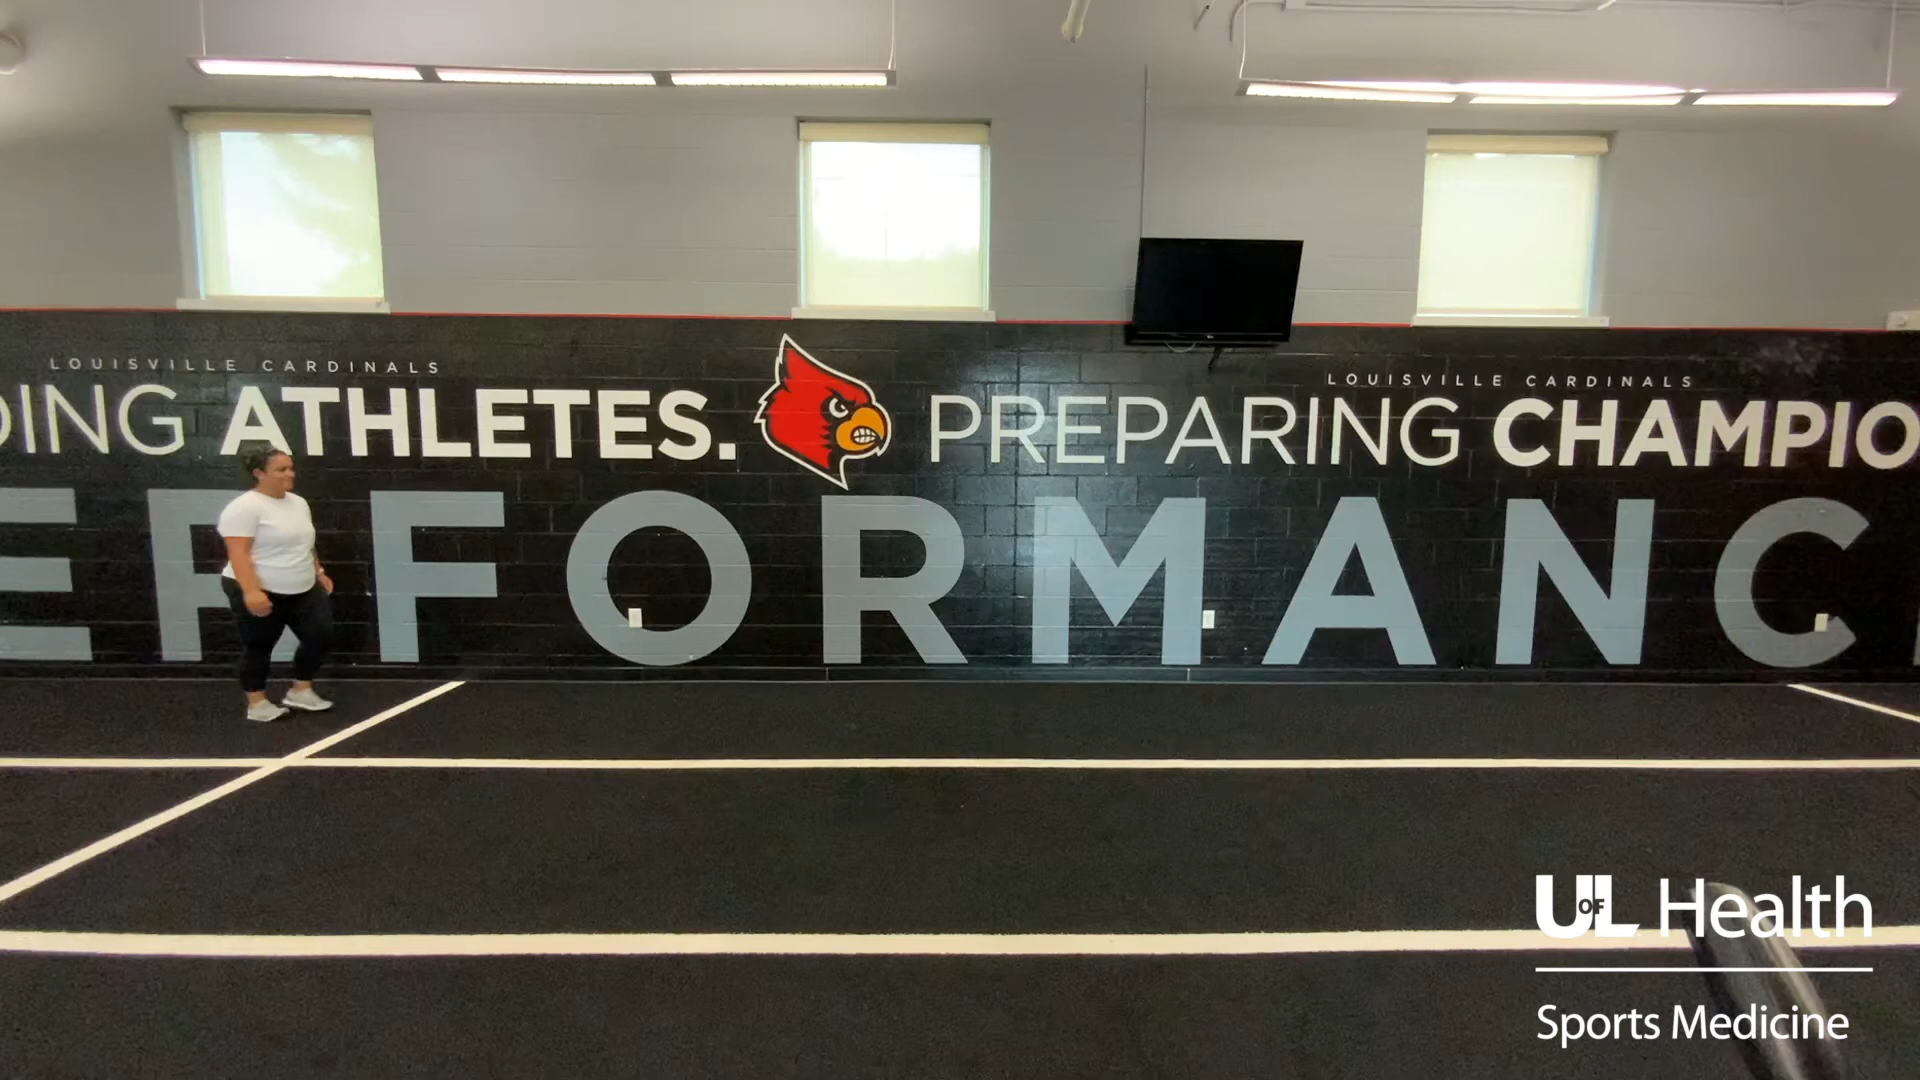 LOUISVILLE CARDINALS
DING ATHLETES.
LOUISVILLE CARDINALS
PREPARING CHAMPIO
ERFORMANC
UOFL Health
Sports Medicine